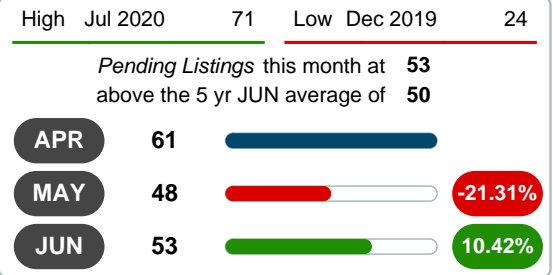 High Jul 2020 71 Low Dec 2019 24
Pending Listings this month at 53
above the 5 yr JUN average of 50
APR 61
MAY 48 -21.31%
JUN 53 10.42%